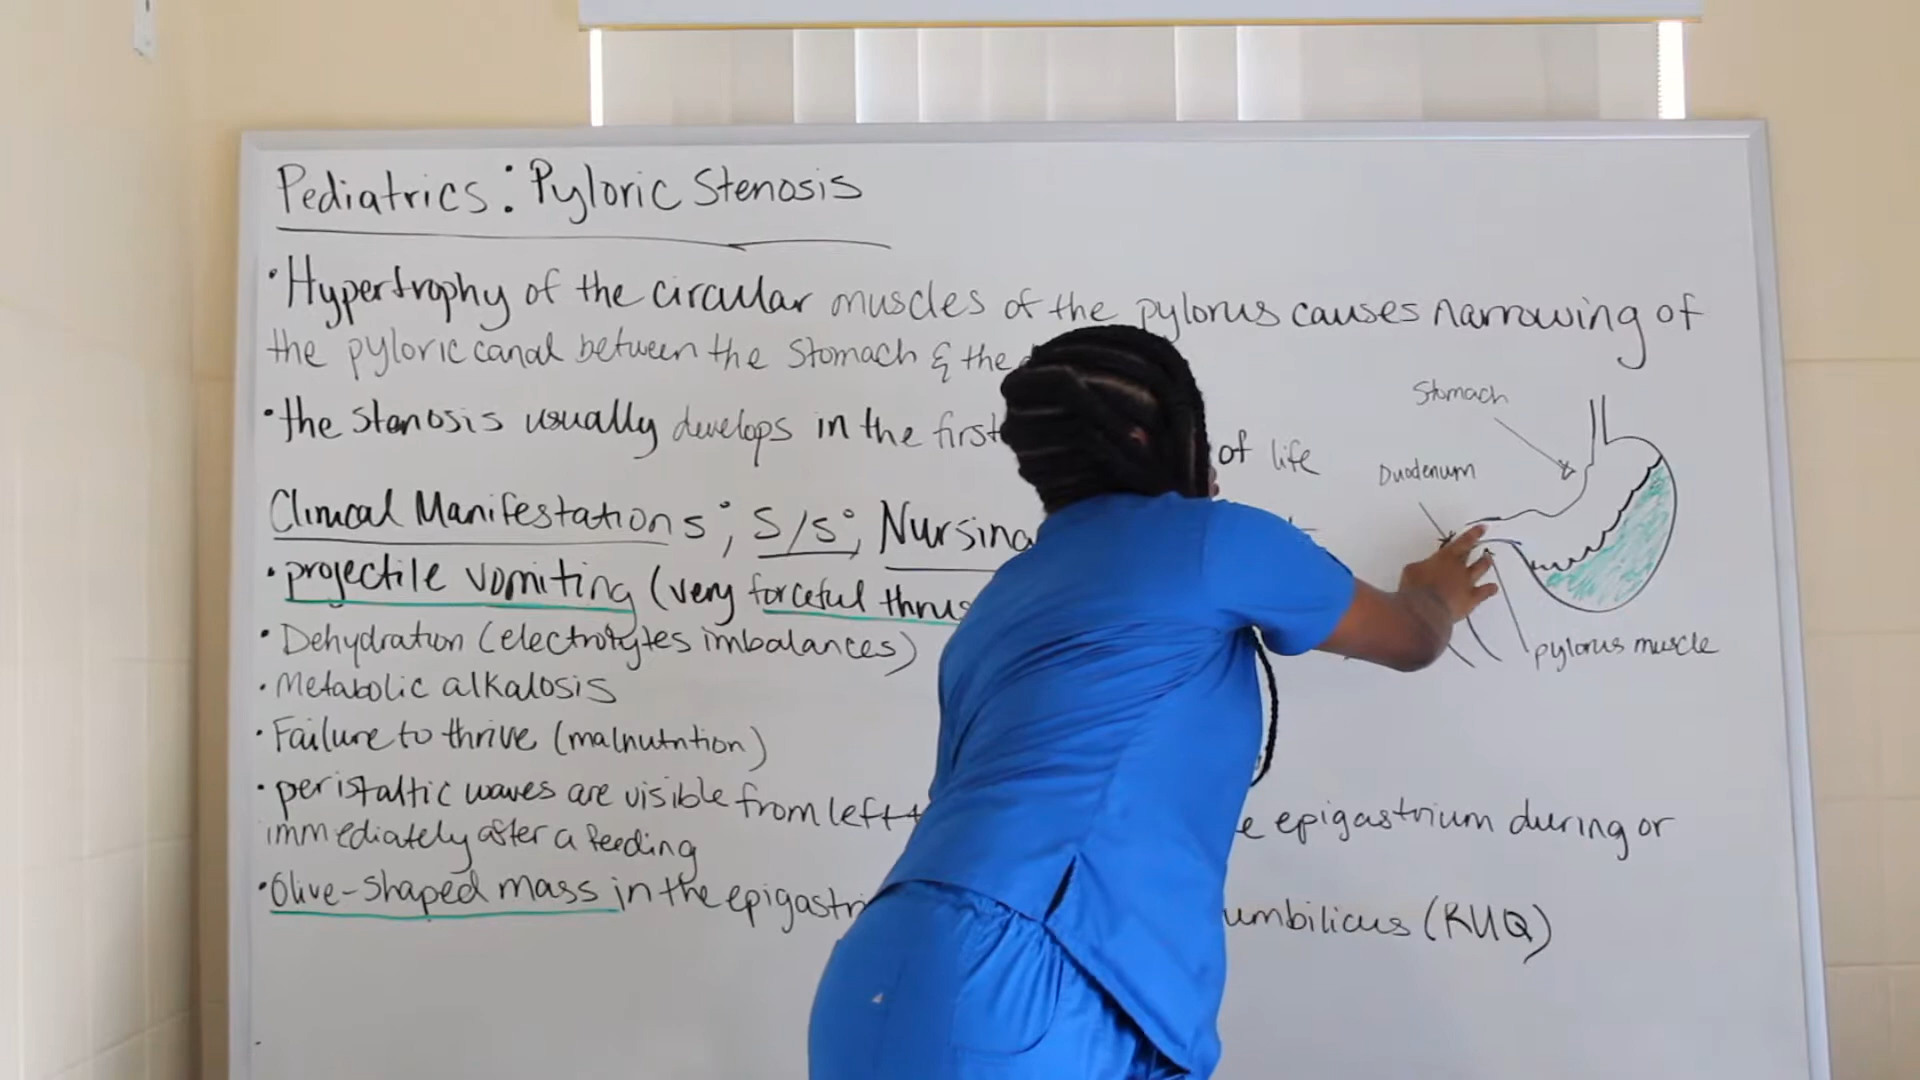 Pediatrics: Pyloric Stenosis
• Hypertrophy of the circular muscles of the pylorus causes narrowing of
the pyloric canal between the stomach & the
• the stenosis usually develops in the first of life
Clinical Manifestations; S/S; Nursing
• projectile vomiting (very forceful thrus
• Dehydration (electrolytes imbalances)
• Metabolic alkalosis
• Failure to thrive (malnutrition)
• peristaltic waves are visible from left epigastrium during or
immediately after a feeding
• Olive-shaped mass in the epigastri umbilicus (RUQ)
Stomach
Duodenum
pylorus muscle